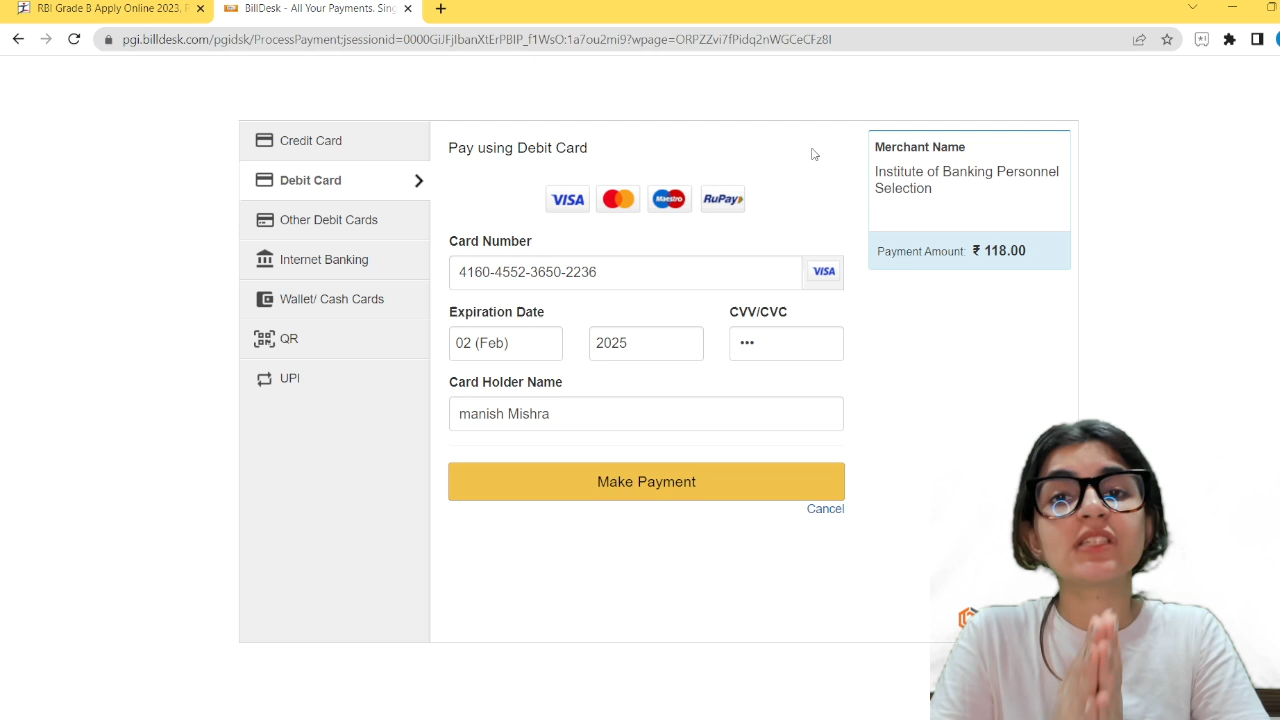 RBI Grade B Apply Online 2023, R
BillDesk - All Your Payments. Sing
pgi.billdesk.com/pgidsk/ProcessPayment;jsessionid=0000GiJFJIbanXtErPBIP_f1WsO:1a7ou2mi9?wpage=ORPZZvi7fPidq2nWGCeCFz8I
Credit Card
Debit Card
Other Debit Cards
Internet Banking
Wallet/ Cash Cards
QR
UPI
Pay using Debit Card
VISA
Maestro
RuPay
Card Number
4160-4552-3650-2236
VISA
Expiration Date
CVV/CVC
02 (Feb)
2025
•••
Card Holder Name
manish Mishra
Make Payment
Cancel
Merchant Name
Institute of Banking Personnel
Selection
Payment Amount: ₹ 118.00